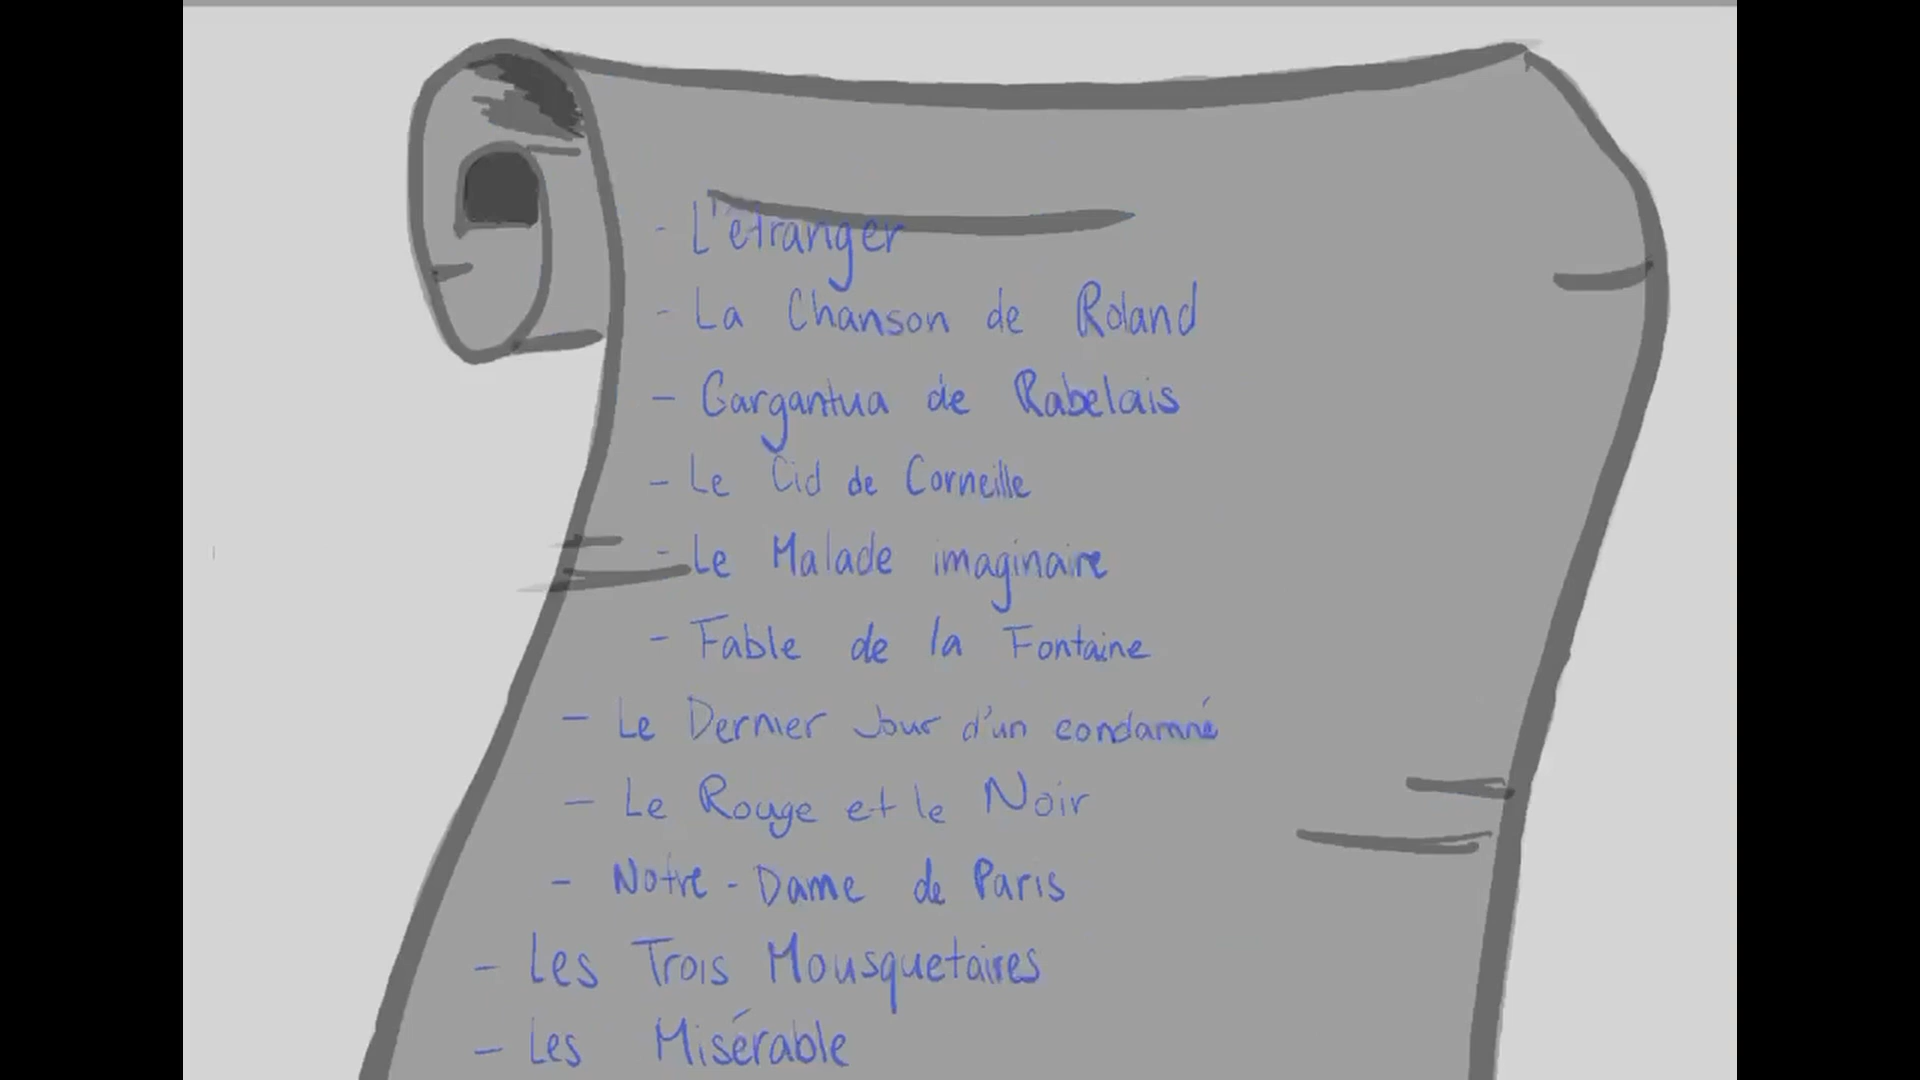 - L'étranger
- La Chanson de Roland
- Gargantua de Rabelais
- Le Cid de Corneille
- Le Malade imaginaire
- Fable de la Fontaine
- Le Dernier Jour d'un condamné
- Le Rouge et le Noir
- Notre-Dame de Paris
- Les Trois Mousquetaires
- Les Misérable